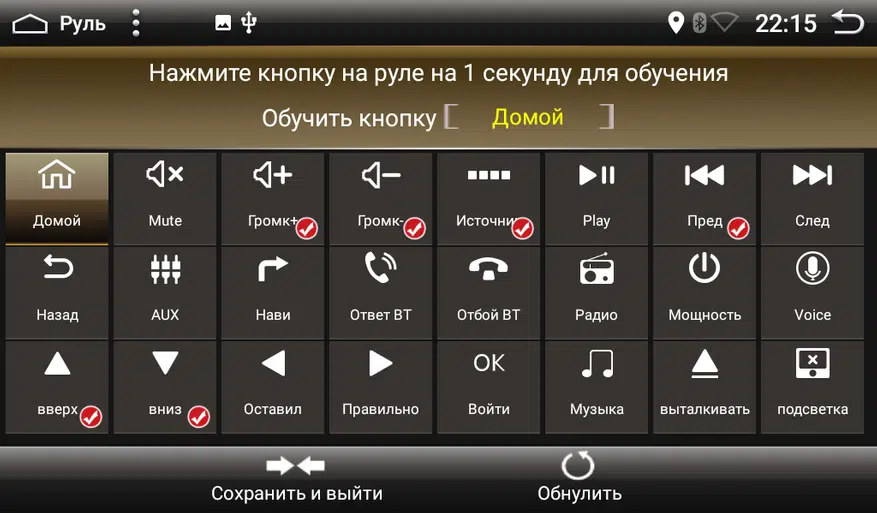 Руль 22:15
Нажмите кнопку на руле на 1 секунду для обучения
Обучить кнопку [ Домой ]
Домой Mute Громк+ Громк- Источник Play Пред След
Назад AUX Нави Ответ BT Отбой BT Радио Мощность Voice
OK
вверх вниз Оставил Правильно Войти Музыка выталкивать подсветка
Сохранить и выйти Обнулить